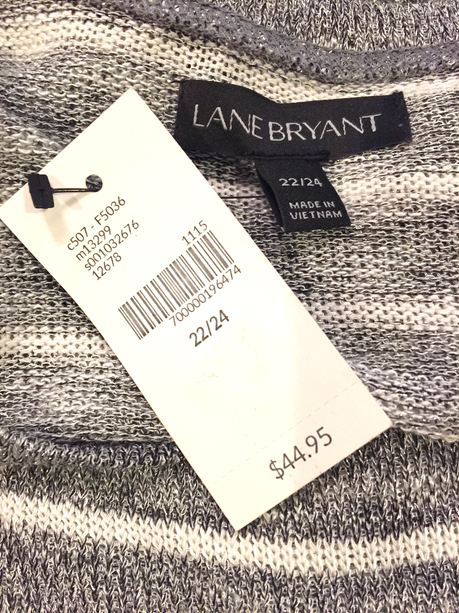 LANE BRYANT
22/24
MADE IN
VIETNAM
c507 - F5036
m13299
s001032676
12678
1115
700000196474
22/24
$44.95